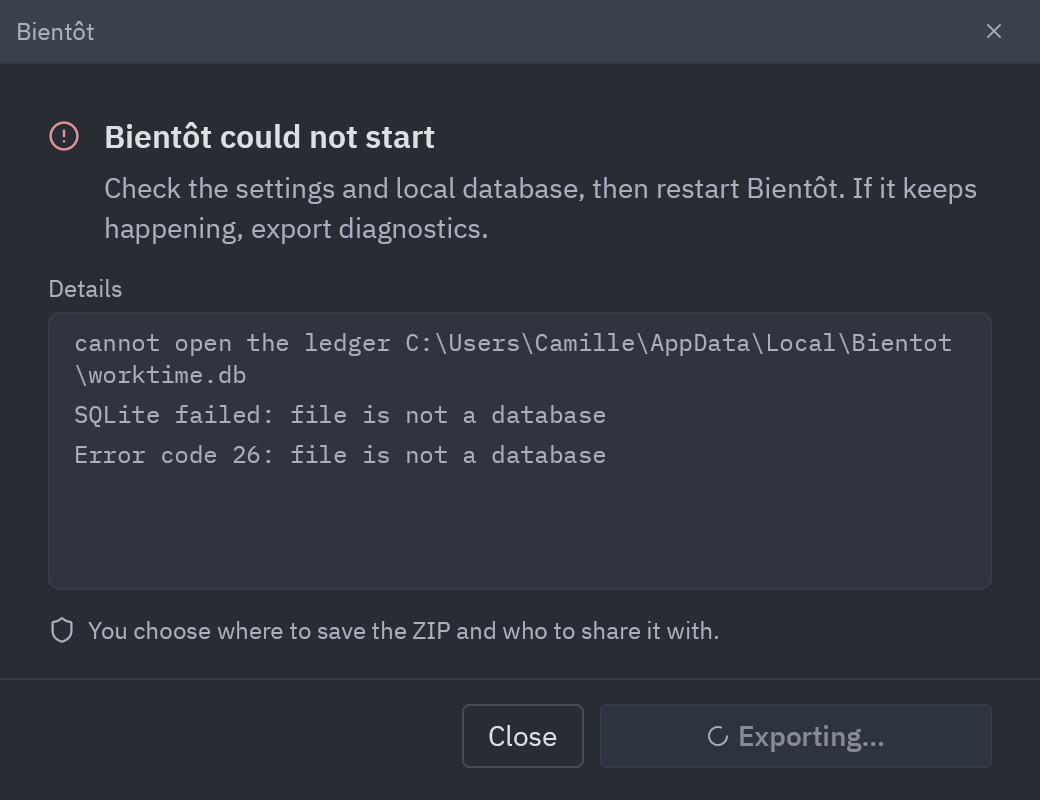 Bientôt
Bientôt could not start
Check the settings and local database, then restart Bientôt. If it keeps
happening, export diagnostics.
Details
cannot open the ledger C:\Users\Camille\AppData\Local\Bientot
\worktime.db
SQLite failed: file is not a database
Error code 26: file is not a database
You choose where to save the ZIP and who to share it with.
Close
Exporting…